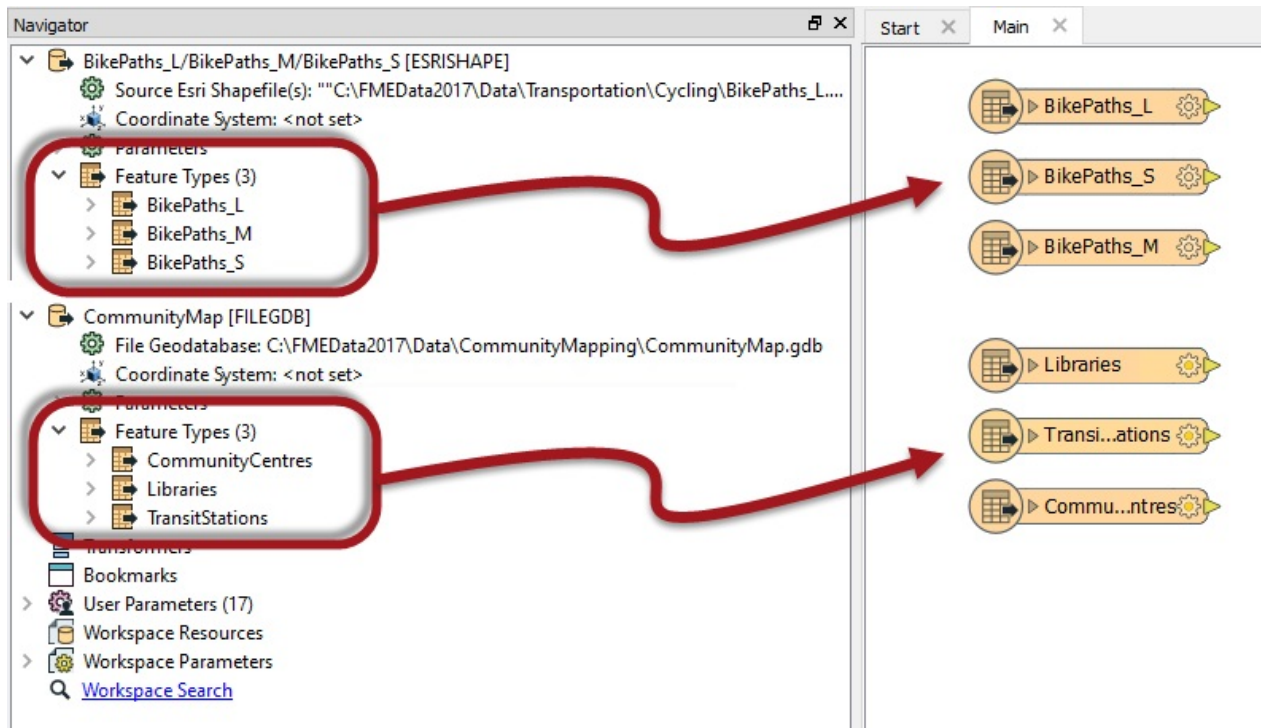 Navigator
BikePaths_L/BikePaths_M/BikePaths_S [ESRISHAPE]
Source Esri Shapefile(s): ""C:\FMEData2017\Data\Transportation\Cycling\BikePaths_L....
Coordinate System: <not set>
Parameters
Feature Types (3)
BikePaths_L
BikePaths_M
BikePaths_S
CommunityMap [FILEGDB]
File Geodatabase: C:\FMEData2017\Data\CommunityMapping\CommunityMap.gdb
Coordinate System: <not set>
Parameters
Feature Types (3)
CommunityCentres
Libraries
TransitStations
Transformers
Bookmarks
User Parameters (17)
Workspace Resources
Workspace Parameters
Workspace Search
Start
Main
BikePaths_L
BikePaths_S
BikePaths_M
Libraries
Transi...ations
Commu...ntres